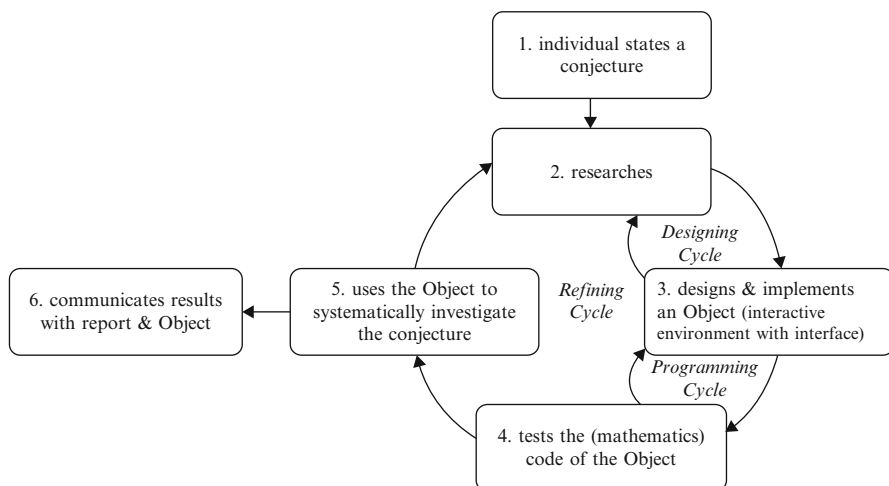 1. individual states a
conjecture
2. researches
Designing
Cycle
Refining
Cycle
3. designs & implements
an Object (interactive
environment with interface)
Programming
Cycle
4. tests the (mathematics)
code of the Object
5. uses the Object to
systematically investigate
the conjecture
6. communicates results
with report & Object